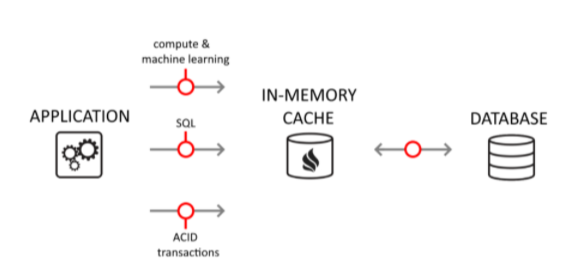 compute &
machine learning
APPLICATION
SQL
ACID
transactions
IN-MEMORY
CACHE
DATABASE